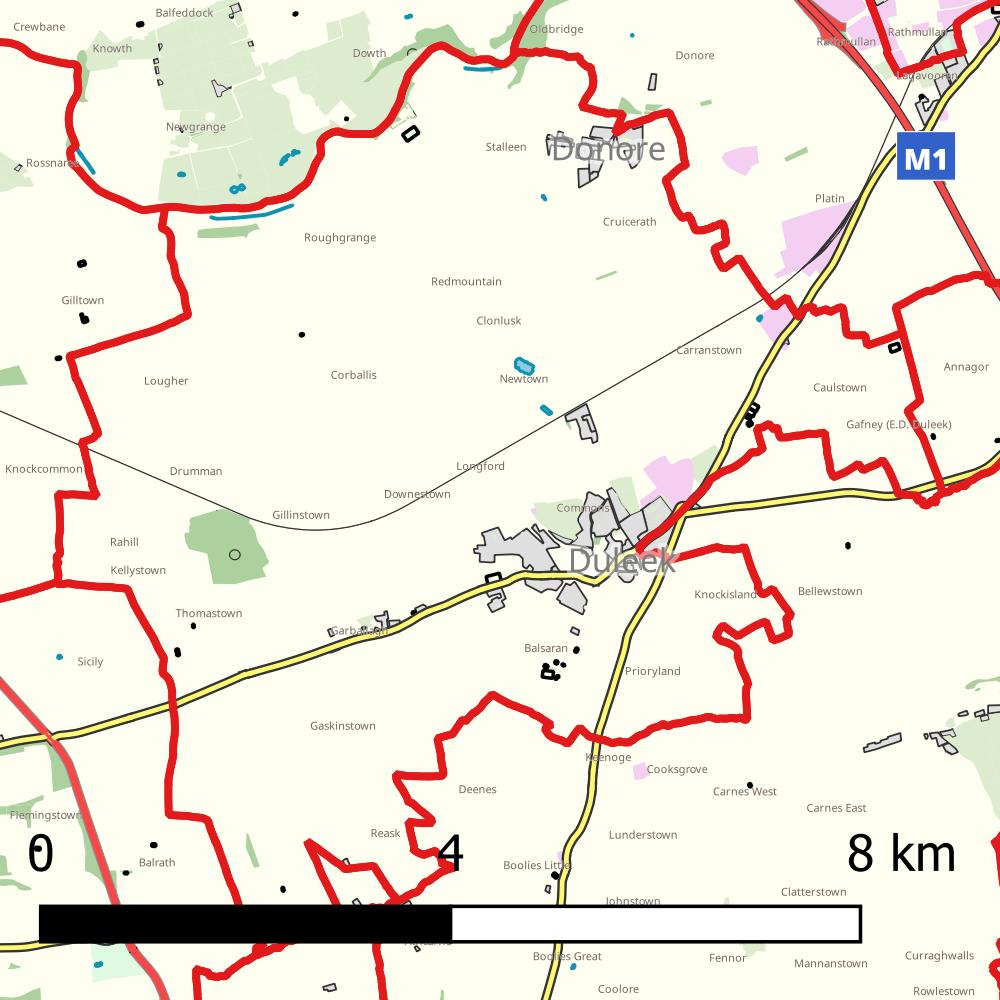 Crewbane
Balfeddock
Knowth
Dowth
Oldbridge
Donore
Rathmullan
Rathmullan
Lagavooren
Newgrange
Rossnaree
Stalleen
Donore
M1
Platin
Cruicerath
Roughgrange
Redmountain
Gilltown
Clonlusk
Carranstown
Lougher
Corballis
Newtown
Caulstown
Annagor
Gafney (E.D. Duleek)
Knockcommon
Drumman
Longford
Downestown
Gillinstown
Commons
Rahill
Kellystown
Duleek
Thomastown
Knockisland
Bellewstown
Garballagh
Sicily
Balsaran
Prioryland
Gaskinstown
Keenoge
Cooksgrove
Deenes
Carnes West
Carnes East
Flemingstown
Reask
Lunderstown
0
4
8 km
Balrath
Boolies Little
Clatterstown
Johnstown
Boolies Great
Fennor
Mannanstown
Curraghwalls
Coolore
Rowlestown